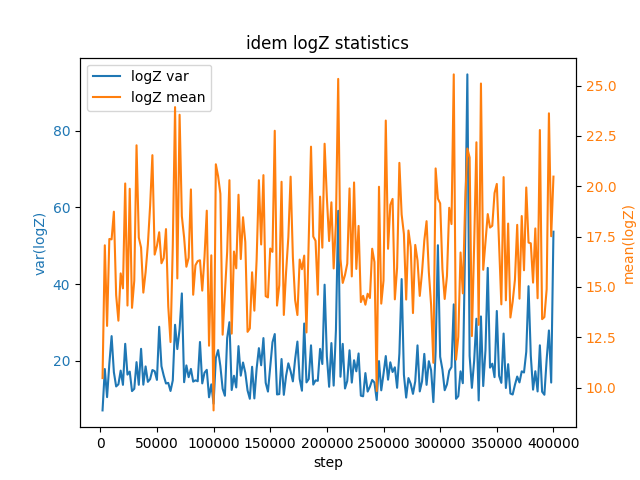 idem logZ statistics
logZ var
logZ mean
var(logZ)
80
60
40
20
mean(logZ)
25.0
22.5
20.0
17.5
15.0
12.5
10.0
0 50000 100000 150000 200000 250000 300000 350000 400000
step